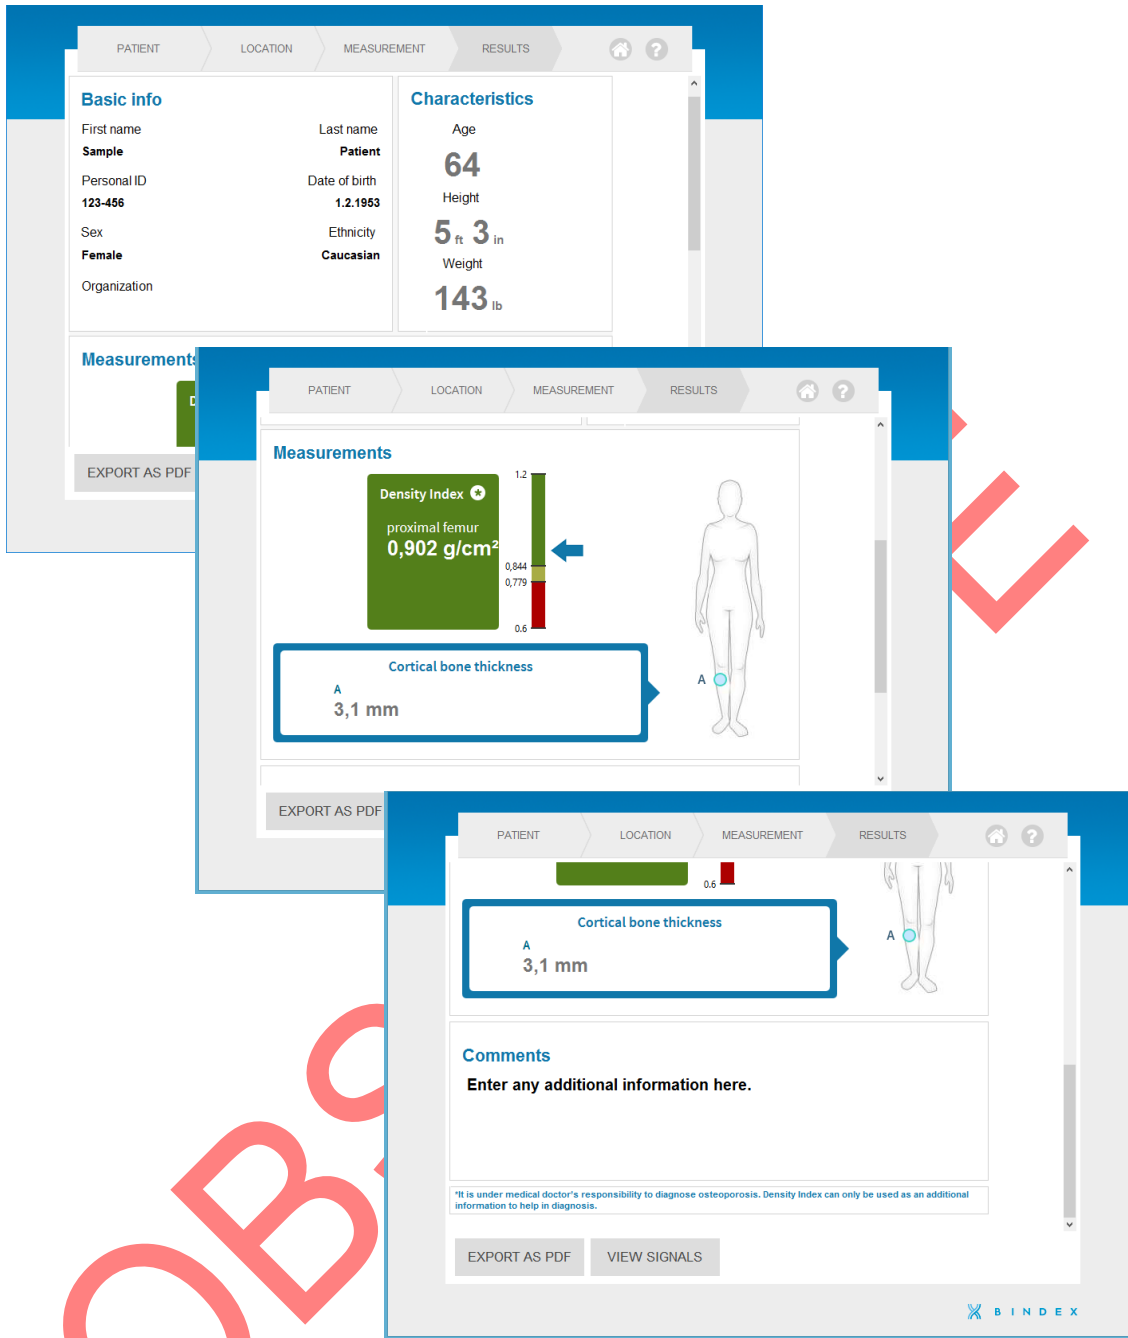 PATIENT LOCATION MEASUREMENT RESULTS ?
Basic info
First name Last name
Sample Patient
Personal ID Date of birth
123-456 1.2.1953
Sex Ethnicity
Female Caucasian
Organization
Characteristics
Age
64
Height
5 ft 3 in
Weight
143 lb
Measurements
D
EXPORT AS PDF
PATIENT LOCATION MEASUREMENT RESULTS ?
Measurements
Density Index
proximal femur
0,902 g/cm²
1.2
0,844
0,779
0.6
Cortical bone thickness
A
3,1 mm
A
EXPORT AS PDF
PATIENT LOCATION MEASUREMENT RESULTS ?
0.6
Cortical bone thickness
A
3,1 mm
A
Comments
Enter any additional information here.
*It is under medical doctor's responsibility to diagnose osteoporosis. Density Index can only be used as an additional
information to help in diagnosis.
EXPORT AS PDF VIEW SIGNALS
BINDEX